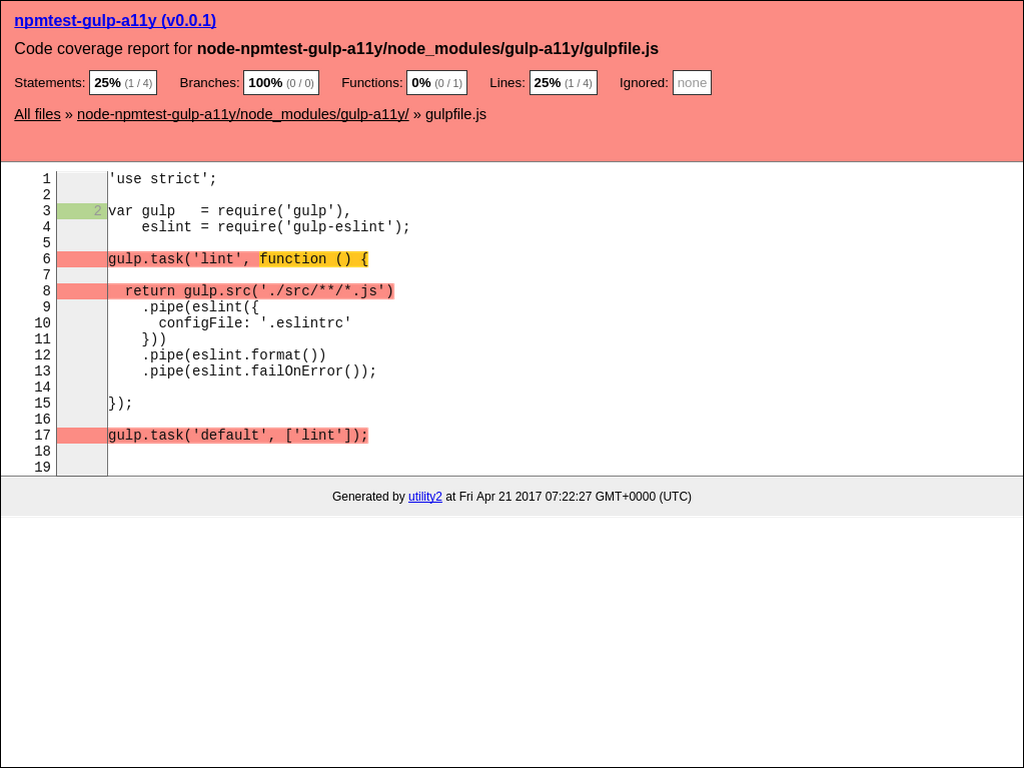 npmtest-gulp-a11y (v0.0.1)
Code coverage report for node-npmtest-gulp-a11y/node_modules/gulp-a11y/gulpfile.js
Statements: 25% (1 / 4) Branches: 100% (0 / 0) Functions: 0% (0 / 1) Lines: 25% (1 / 4) Ignored: none
All files » node-npmtest-gulp-a11y/node_modules/gulp-a11y/ » gulpfile.js
1 'use strict';
2
3 2 var gulp   = require('gulp'),
4     eslint = require('gulp-eslint');
5
6 gulp.task('lint', function () {
7
8   return gulp.src('./src/**/*.js')
9     .pipe(eslint({
10       configFile: '.eslintrc'
11     }))
12     .pipe(eslint.format())
13     .pipe(eslint.failOnError());
14
15 });
16
17 gulp.task('default', ['lint']);
18
19
Generated by utility2 at Fri Apr 21 2017 07:22:27 GMT+0000 (UTC)